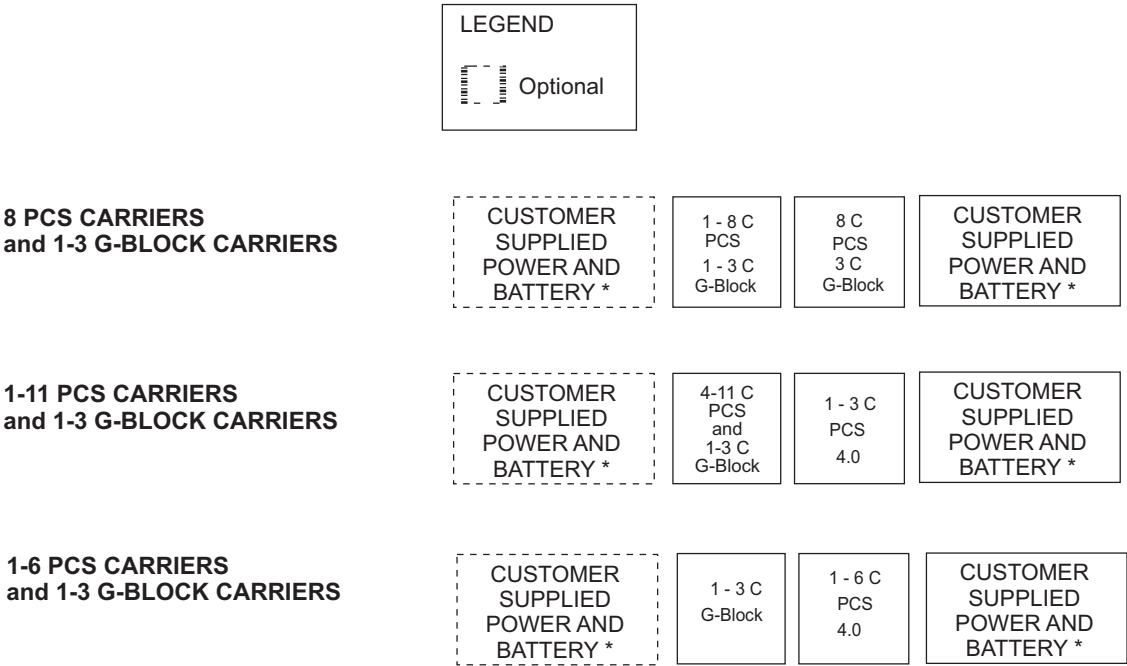 LEGEND
Optional
8 PCS CARRIERS
and 1-3 G-BLOCK CARRIERS
CUSTOMER
SUPPLIED
POWER AND
BATTERY *
1 - 8 C
PCS
1 - 3 C
G-Block
8 C
PCS
3 C
G-Block
CUSTOMER
SUPPLIED
POWER AND
BATTERY *
1-11 PCS CARRIERS
and 1-3 G-BLOCK CARRIERS
CUSTOMER
SUPPLIED
POWER AND
BATTERY *
4-11 C
PCS
and
1-3 C
G-Block
1 - 3 C
PCS
4.0
CUSTOMER
SUPPLIED
POWER AND
BATTERY *
1-6 PCS CARRIERS
and 1-3 G-BLOCK CARRIERS
CUSTOMER
SUPPLIED
POWER AND
BATTERY *
1 - 3 C
G-Block
1 - 6 C
PCS
4.0
CUSTOMER
SUPPLIED
POWER AND
BATTERY *